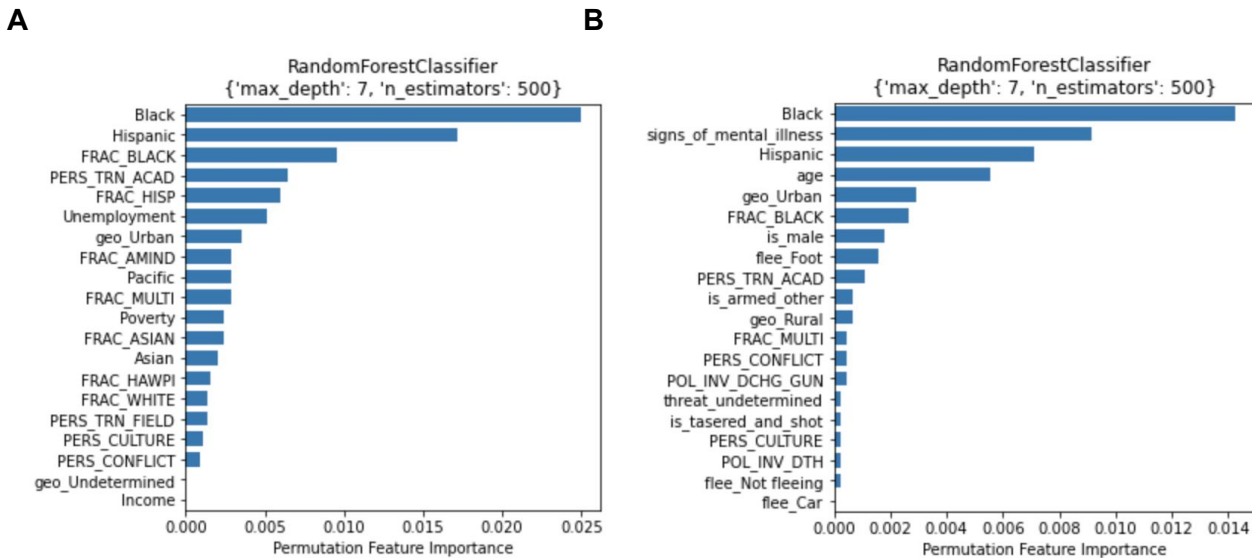 A
RandomForestClassifier
{'max_depth': 7, 'n_estimators': 500}
Black
Hispanic
FRAC_BLACK
PERS_TRN_ACAD
FRAC_HISP
Unemployment
geo_Urban
FRAC_AMIND
Pacific
FRAC_MULTI
Poverty
FRAC_ASIAN
Asian
FRAC_HAWPI
FRAC_WHITE
PERS_TRN_FIELD
PERS_CULTURE
PERS_CONFLICT
geo_Undetermined
Income
0.000 0.005 0.010 0.015 0.020 0.025
Permutation Feature Importance
B
RandomForestClassifier
{'max_depth': 7, 'n_estimators': 500}
Black
signs_of_mental_illness
Hispanic
age
geo_Urban
FRAC_BLACK
is_male
flee_Foot
PERS_TRN_ACAD
is_armed_other
geo_Rural
FRAC_MULTI
PERS_CONFLICT
POL_INV_DCHG_GUN
threat_undetermined
is_tasered_and_shot
PERS_CULTURE
POL_INV_DTH
flee_Not fleeing
flee_Car
0.000 0.002 0.004 0.006 0.008 0.010 0.012 0.014
Permutation Feature Importance